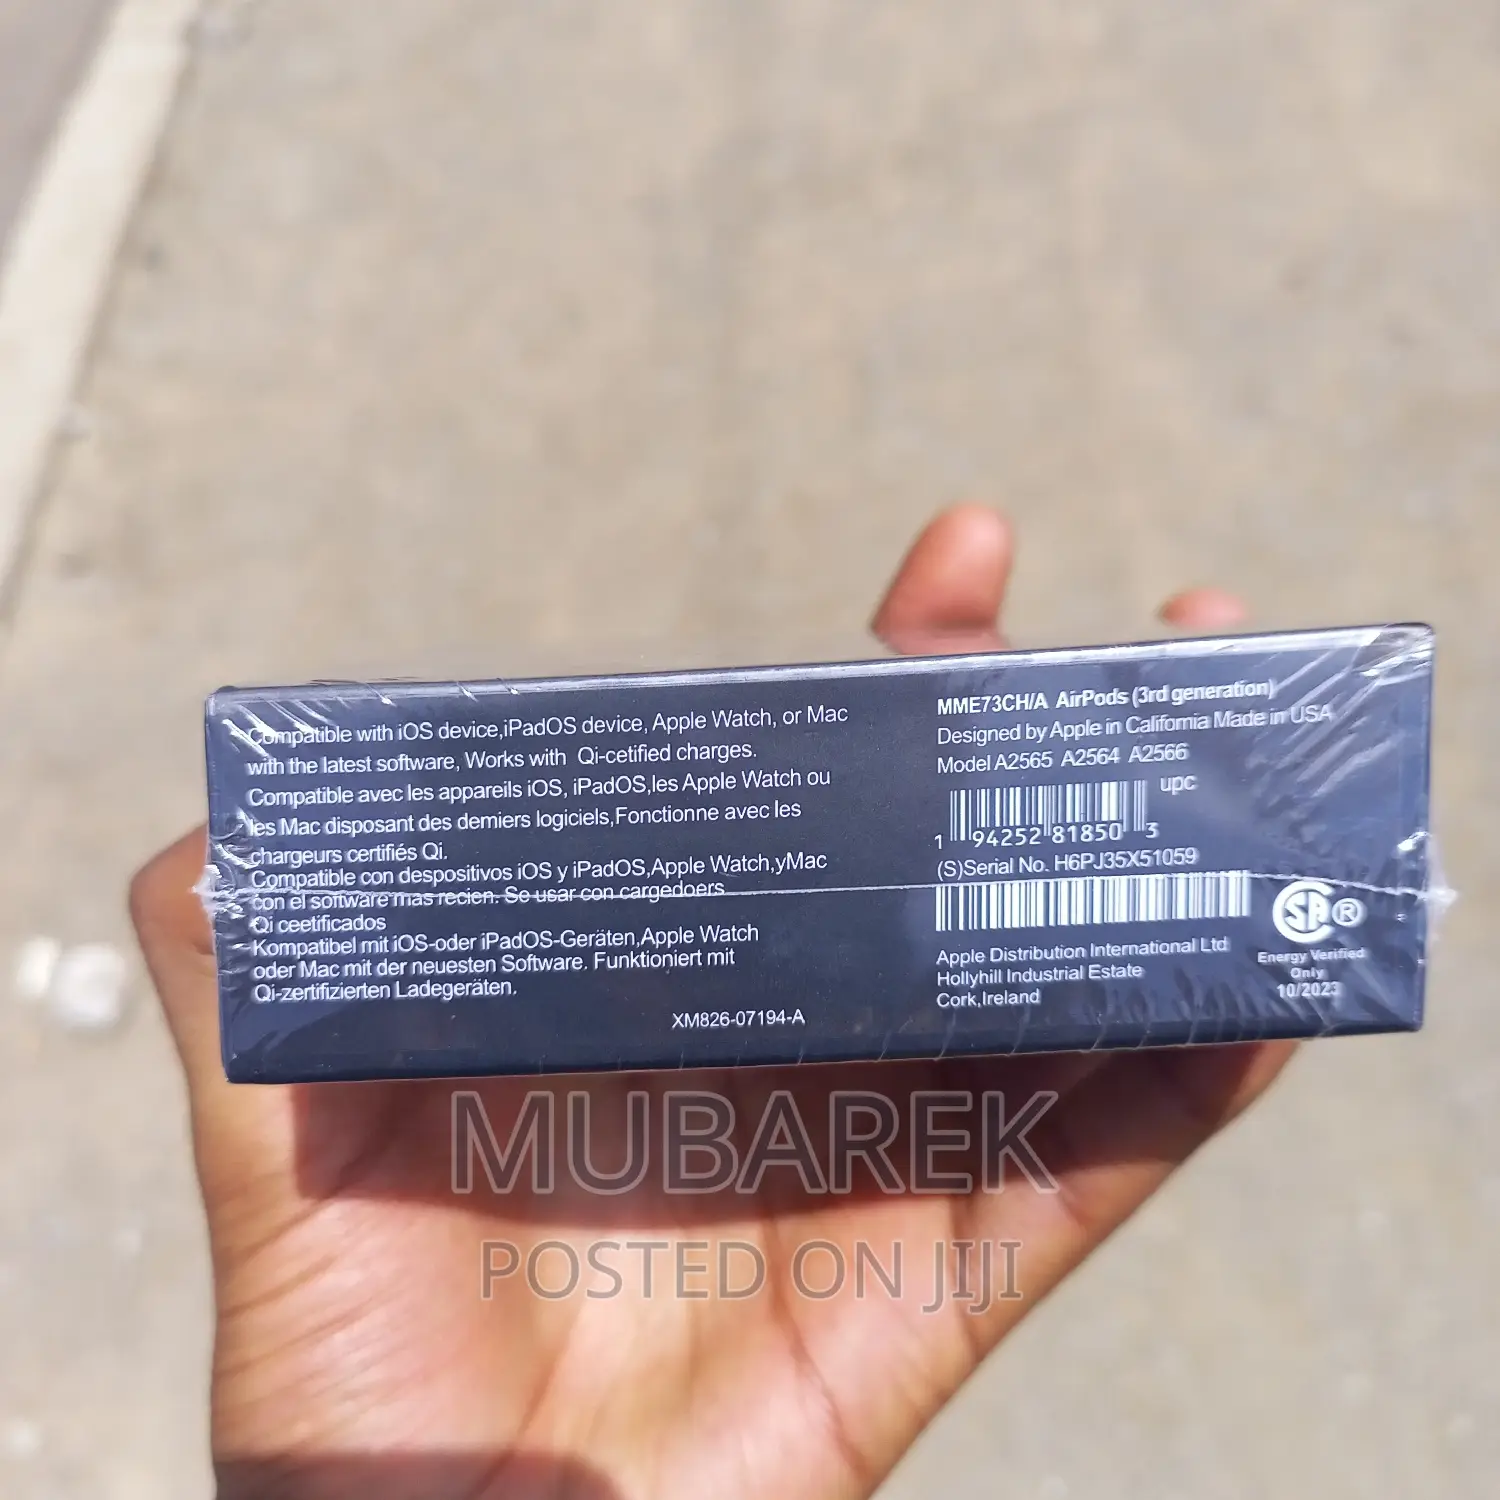 Compatible with iOS device,iPadOS device, Apple Watch, or Mac
with the latest software, Works with Qi-cetified charges.
Compatible avec les appareils iOS, iPadOS,les Apple Watch ou
les Mac disposant des demiers logiciels,Fonctionne avec les
chargeurs certifiés Qi.
Compatible con despositivos iOS y iPadOS,Apple Watch,yMac
con el software mas recien. Se usar con cargedoers
Qi ceetificados
Kompatibel mit iOS-oder iPadOS-Geräten,Apple Watch
oder Mac mit der neuesten Software. Funktioniert mit
Qi-zertifizierten Ladegeräten.
XM826-07194-A
MME73CH/A AirPods (3rd generation)
Designed by Apple in California Made in USA
Model A2565 A2564 A2566
upc
1 94252 81850 3
(S)Serial No. H6PJ35X51059
Apple Distribution International Ltd
Hollyhill Industrial Estate
Cork,Ireland
SA ®
Energy Verified
Only
10/2023
MUBAREK
POSTED ON JIJI